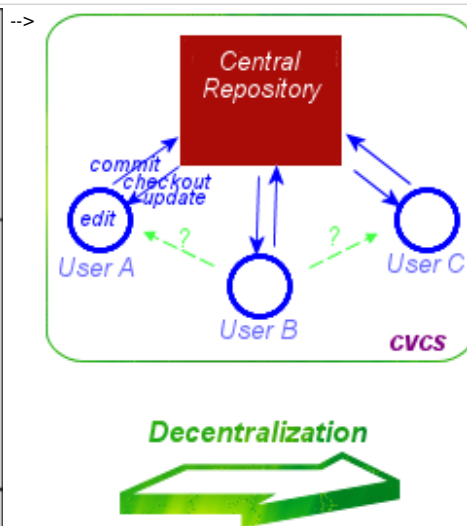 -->
Central
Repository
commit
checkout
update
edit
?
?
User A
User C
User B
CVCS
Decentralization